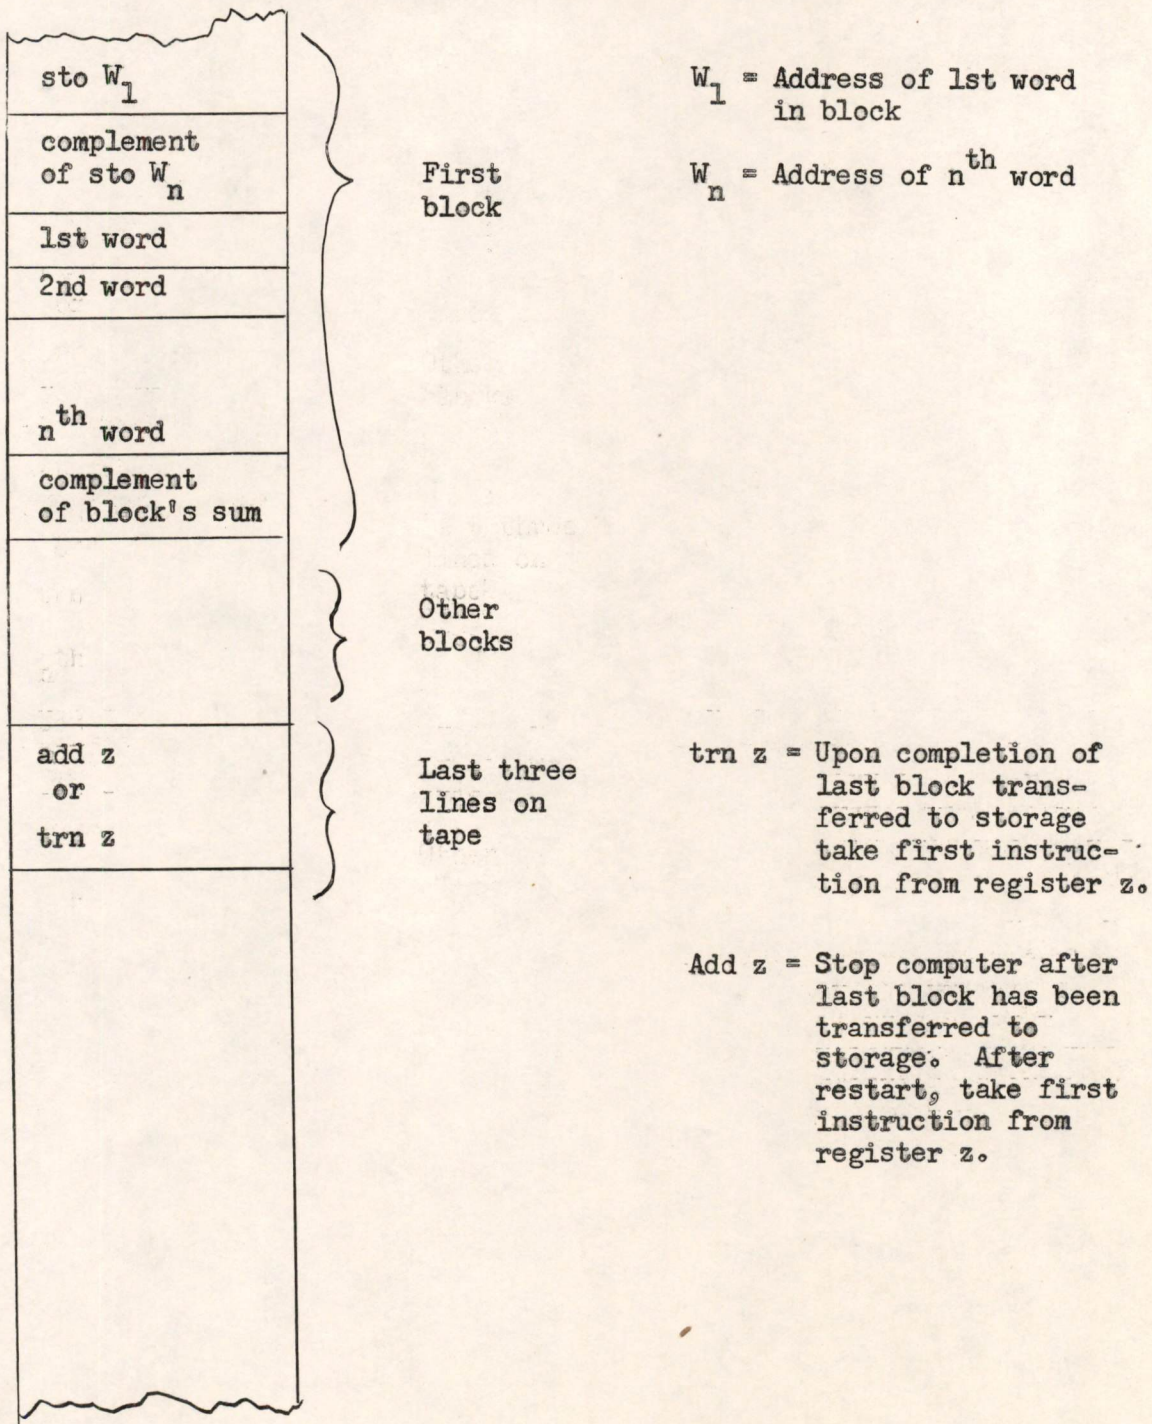 sto W₁
complement
of sto Wₙ
1st word
2nd word
nᵗʰ word
complement
of block's sum
add z
or
trn z
First
block
Other
blocks
Last three
lines on
tape
W₁ = Address of 1st word
in block
Wₙ = Address of nᵗʰ word
trn z = Upon completion of
last block trans-
ferred to storage
take first instruc-
tion from register z.
Add z = Stop computer after
last block has been
transferred to
storage. After
restart, take first
instruction from
register z.